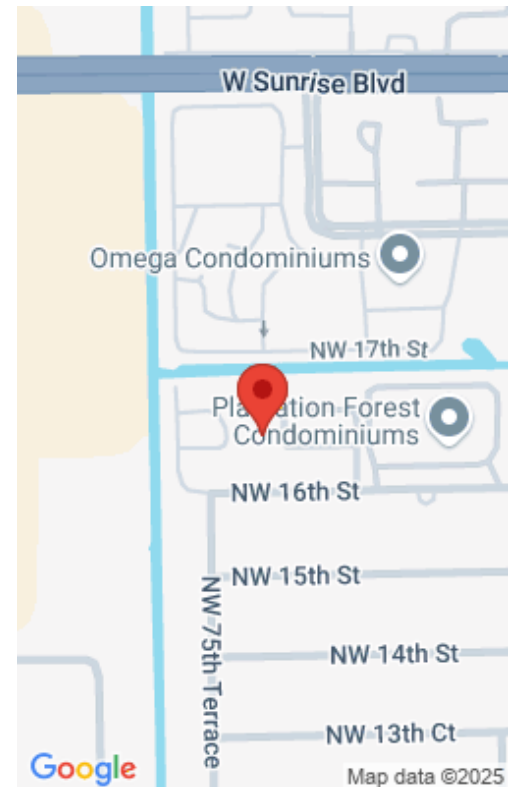 W Sunrise Blvd
Omega Condominiums
NW 17th St
Forest
Condominiums
NW 16th St
NW 15th St
NW 75th Terrace
NW 14th St
NW 13th Ct
Google
Map data ©2025